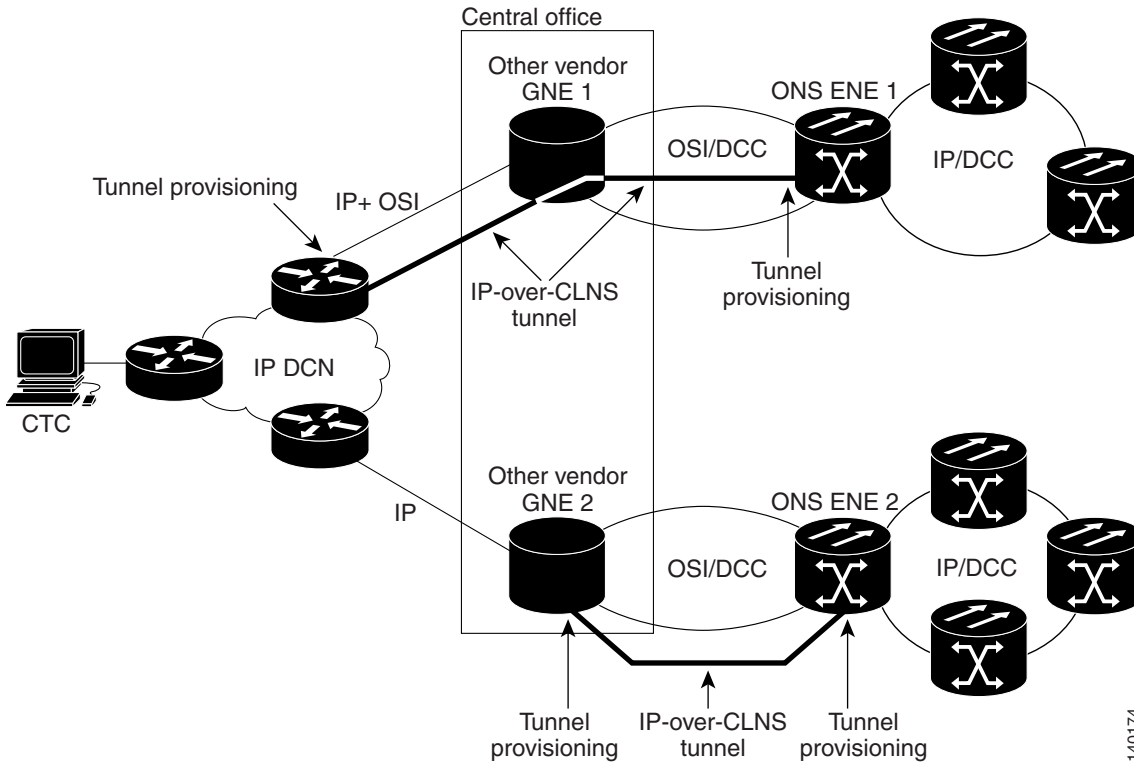 Central office
Other vendor
GNE 1
ONS ENE 1
OSI/DCC
IP/DCC
Tunnel provisioning
IP+ OSI
IP-over-CLNS
tunnel
Tunnel
provisioning
IP DCN
CTC
Other vendor
GNE 2
ONS ENE 2
IP
OSI/DCC
IP/DCC
Tunnel
provisioning
IP-over-CLNS
tunnel
Tunnel
provisioning
140174